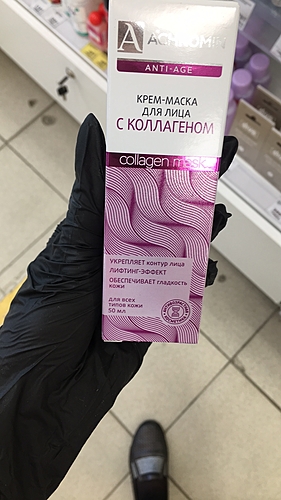 A АСНROMIN
ANTI-AGE
КРЕМ-МАСКА
ДЛЯ ЛИЦА
С КОЛЛАГЕНОМ
collagen mask
УКРЕПЛЯЕТ контур лица
ЛИФТИНГ-ЭФФЕКТ
ОБЕСПЕЧИВАЕТ гладкость
кожи
для всех
типов кожи
50 мл